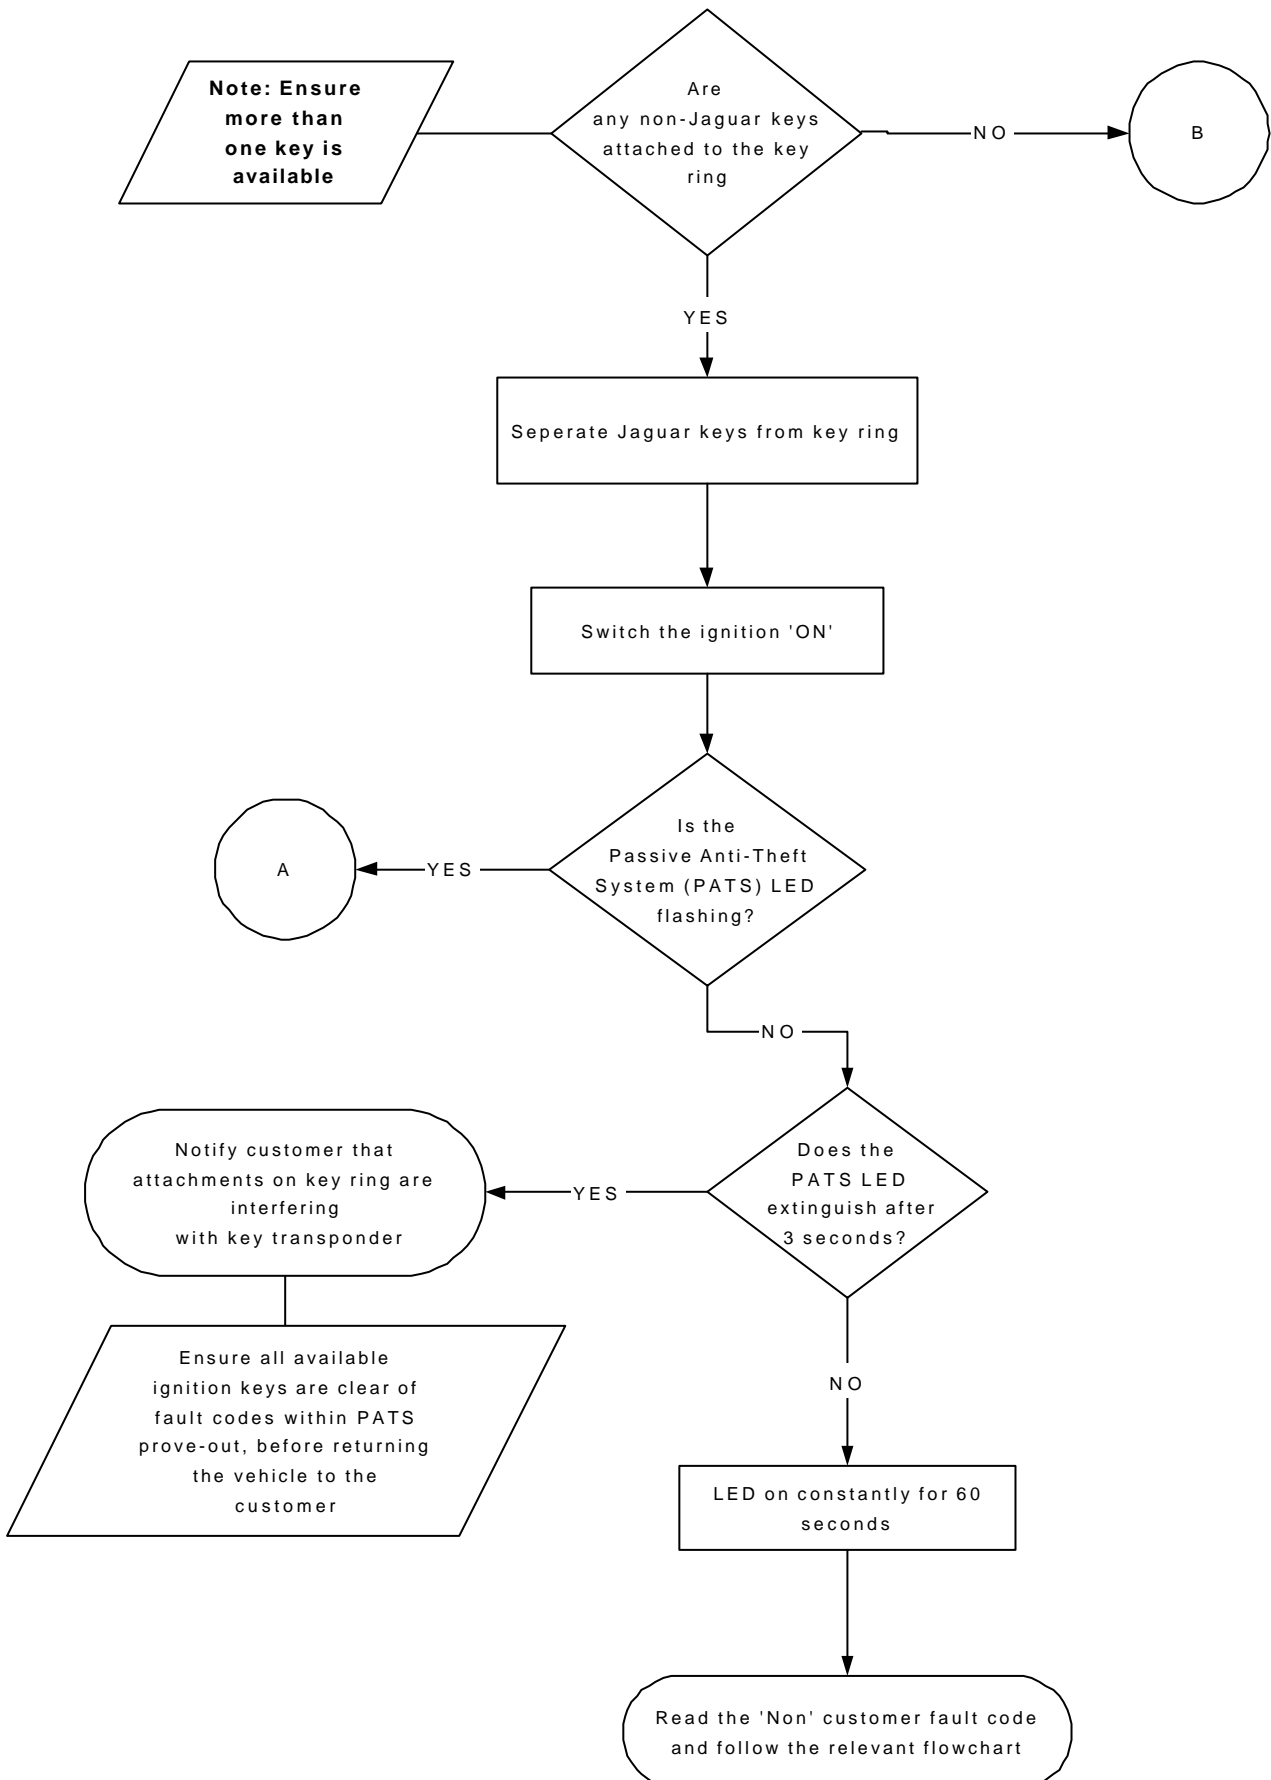 Note: Ensure
more than
one key is
available
Are
any non-Jaguar keys
attached to the key
ring
NO
B
YES
Seperate Jaguar keys from key ring
Switch the ignition 'ON'
Is the
Passive Anti-Theft
System (PATS) LED
flashing?
YES
A
NO
Does the
PATS LED
extinguish after
3 seconds?
YES
Notify customer that
attachments on key ring are
interfering
with key transponder
Ensure all available
ignition keys are clear of
fault codes within PATS
prove-out, before returning
the vehicle to the
customer
NO
LED on constantly for 60
seconds
Read the 'Non' customer fault code
and follow the relevant flowchart